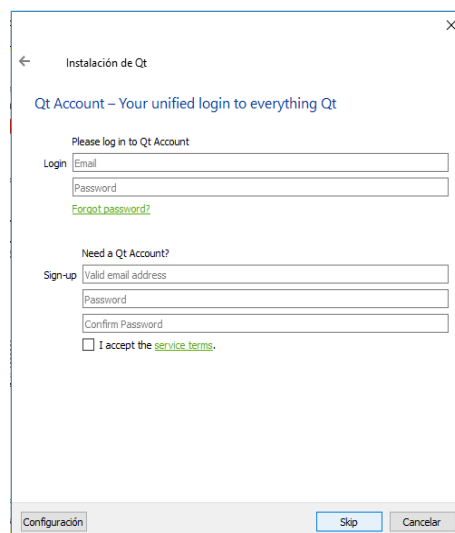 Instalación de Qt
Qt Account – Your unified login to everything Qt
Please log in to Qt Account
Login Email
Password
Forgot password?
Need a Qt Account?
Sign-up Valid email address
Password
Confirm Password
I accept the service terms.
Configuración Skip Cancelar